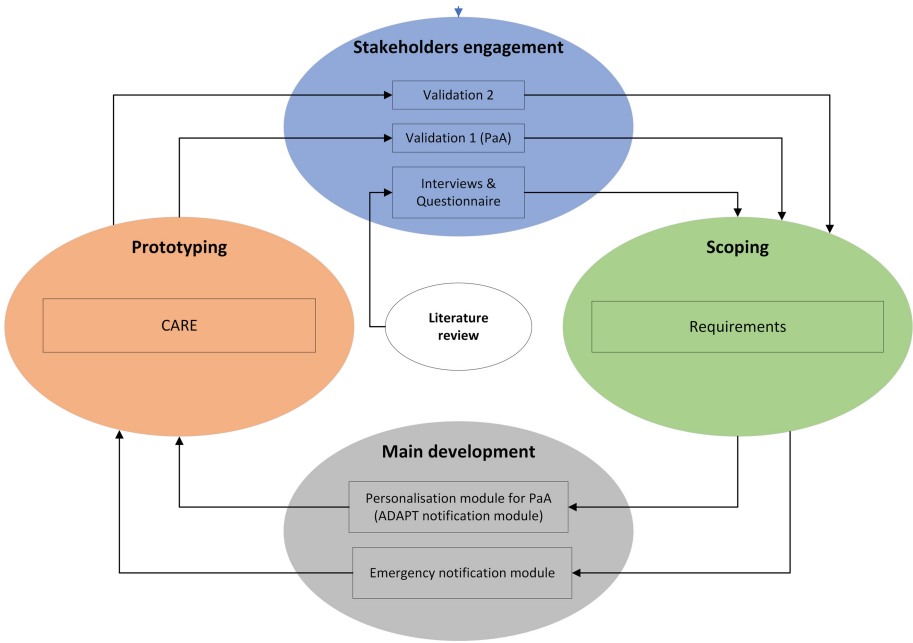 Stakeholders engagement
Validation 2
Validation 1 (PaA)
Interviews &
Questionnaire
Prototyping
CARE
Literature
review
Scoping
Requirements
Main development
Personalisation module for PaA
(ADAPT notification module)
Emergency notification module